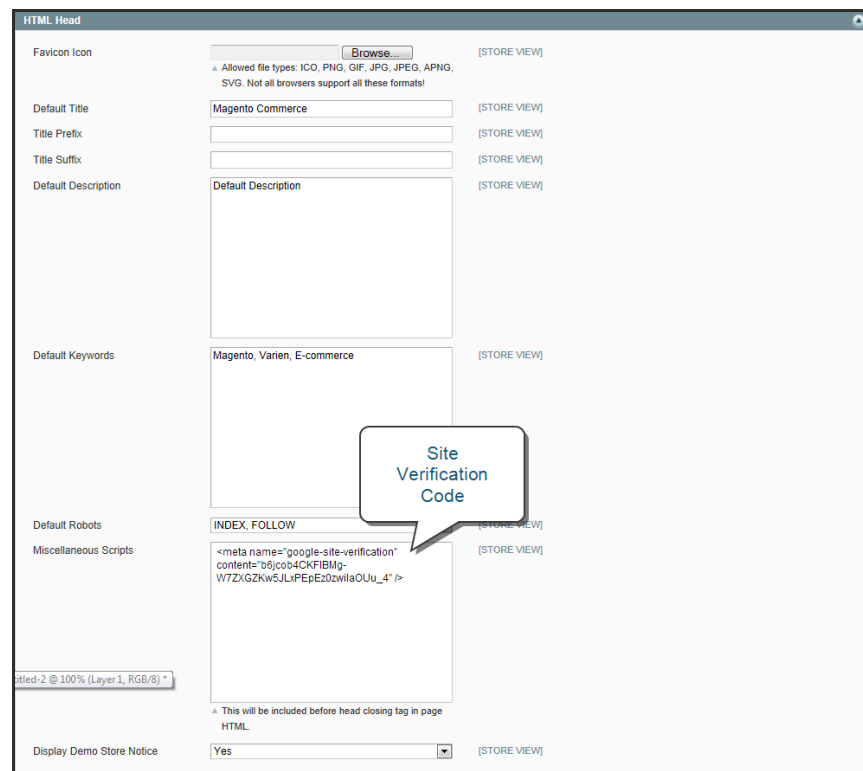 HTML Head
Favicon Icon
Browse...
[STORE VIEW]
Allowed file types: ICO, PNG, GIF, JPG, JPEG, APNG,
SVG. Not all browsers support all these formats!
Default Title
Magento Commerce
[STORE VIEW]
Title Prefix
[STORE VIEW]
Title Suffix
[STORE VIEW]
Default Description
Default Description
[STORE VIEW]
Default Keywords
Magento, Varien, E-commerce
[STORE VIEW]
Site
Verification
Code
Default Robots
INDEX, FOLLOW
[STORE VIEW]
Miscellaneous Scripts
<meta name="google-site-verification"
content="b6jcob4CKFIBMg-
W7ZXGZKw5JLxPEpEz0zwilaOUu_4" />
[STORE VIEW]
titled-2 @ 100% (Layer 1, RGB/8) *
This will be included before head closing tag in page
HTML.
Display Demo Store Notice
Yes
[STORE VIEW]